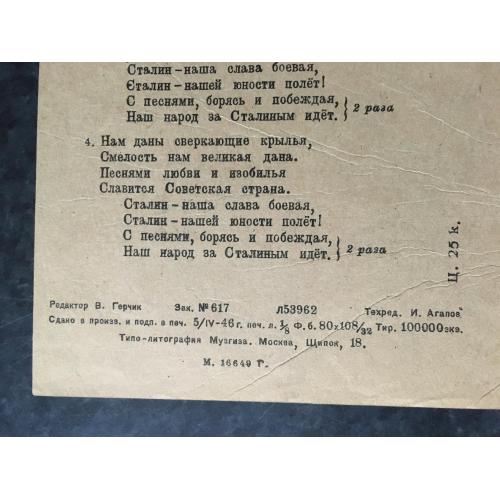 Сталин-наша слава боевая,
Сталин-нашей юности полёт!
С песнями, борясь и побеждая,
Наш народ за Сталиным идёт. } 2 раза
4. Нам даны сверкающие крылья,
Смелость нам великая дана.
Песнями любви и изобилья
Славится Советская страна.
Сталин-наша слава боевая,
Сталин-нашей юности полёт!
С песнями, борясь и побеждая,
Наш народ за Сталиным идёт. } 2 раза
Ц. 25 к.
Редактор В. Герчик Зак. №617 Л53962 Техред. И. Агапов
Сдано в произв. и подп. в печ. 5/IV-46 г. печ. л. 1/8 Ф. б. 80×108/32 Тир. 100000 экз.
Типо-литография Музгиза. Москва, Щипок, 18.
М. 16649 Г.